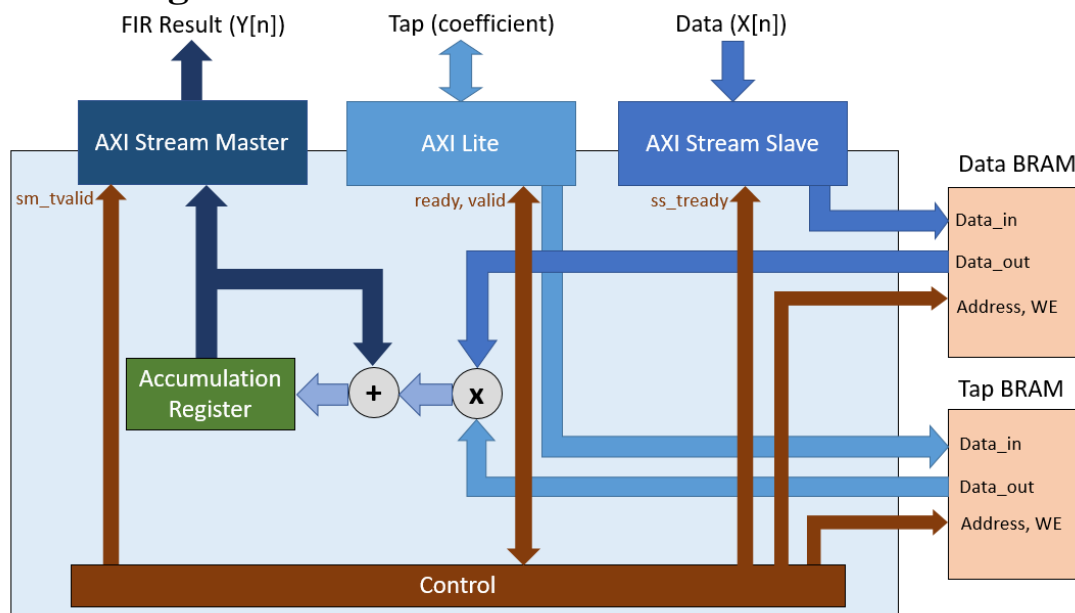 FIR Result (Y[n])
Tap (coefficient)
Data (X[n])
AXI Stream Master
AXI Lite
AXI Stream Slave
Data BRAM
sm_tvalid
ready, valid
ss_tready
Data_in
Data_out
Address, WE
Accumulation
Register
+
x
Tap BRAM
Data_in
Data_out
Address, WE
Control